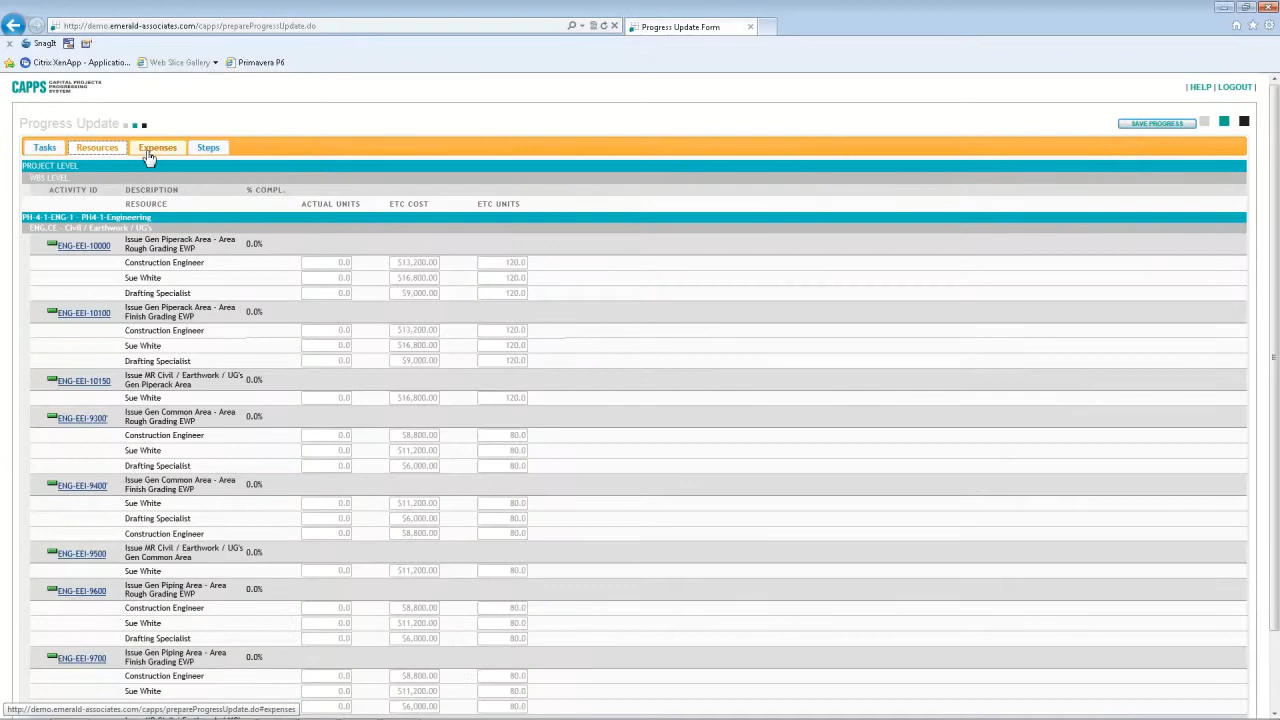 http://demo.emerald-associates.com/capps/prepareProgressUpdate.do
Progress Update Form
SnagIt
Citrix XenApp - Applicatio...
Web Slice Gallery
Primavera P6
CAPPS CAPITAL PROJECTS PROGRESSING SYSTEM
| HELP | LOGOUT |
Progress Update
SAVE PROGRESS
Tasks Resources Expenses Steps
PROJECT LEVEL
WBS LEVEL
ACTIVITY ID DESCRIPTION % COMPL.
RESOURCE ACTUAL UNITS ETC COST ETC UNITS
PH-4-1-ENG-1 - PH4-1-Engineering
ENG.CE - Civil / Earthwork / UG's
ENG-EEI-10000 Issue Gen Piperack Area - Area Rough Grading EWP 0.0%
Construction Engineer 0.0 $13,200.00 120.0
Sue White 0.0 $16,800.00 120.0
Drafting Specialist 0.0 $9,000.00 120.0
ENG-EEI-10100 Issue Gen Piperack Area - Area Finish Grading EWP 0.0%
Construction Engineer 0.0 $13,200.00 120.0
Sue White 0.0 $16,800.00 120.0
Drafting Specialist 0.0 $9,000.00 120.0
ENG-EEI-10150 Issue MR Civil / Earthwork / UG's Gen Piperack Area 0.0%
Sue White 0.0 $16,800.00 120.0
ENG-EEI-9300' Issue Gen Common Area - Area Rough Grading EWP 0.0%
Construction Engineer 0.0 $8,800.00 80.0
Sue White 0.0 $11,200.00 80.0
Drafting Specialist 0.0 $6,000.00 80.0
ENG-EEI-9400' Issue Gen Common Area - Area Finish Grading EWP 0.0%
Sue White 0.0 $11,200.00 80.0
Drafting Specialist 0.0 $6,000.00 80.0
Construction Engineer 0.0 $8,800.00 80.0
ENG-EEI-9500 Issue MR Civil / Earthwork / UG's Gen Common Area 0.0%
Sue White 0.0 $11,200.00 80.0
ENG-EEI-9600 Issue Gen Piping Area - Area Rough Grading EWP 0.0%
Construction Engineer 0.0 $8,800.00 80.0
Sue White 0.0 $11,200.00 80.0
Drafting Specialist 0.0 $6,000.00 80.0
ENG-EEI-9700 Issue Gen Piping Area - Area Finish Grading EWP 0.0%
Construction Engineer 0.0 $8,800.00 80.0
Sue White 0.0 $11,200.00 80.0
0.0 $6,000.00 80.0
http://demo.emerald-associates.com/capps/prepareProgressUpdate.do#expenses